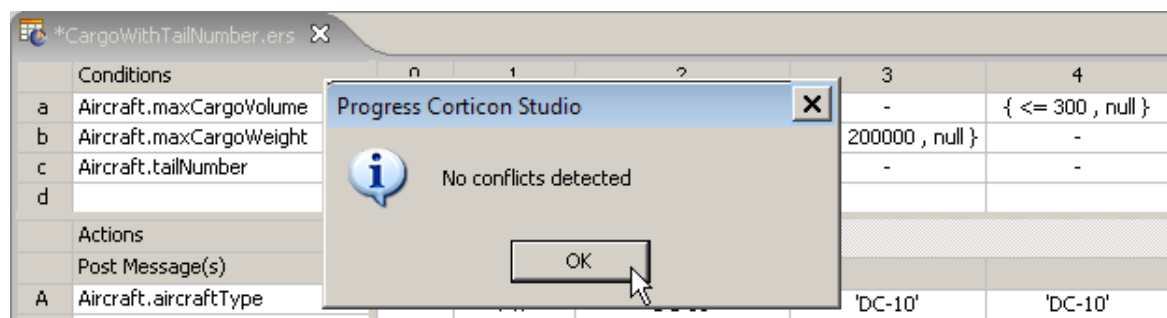 *CargoWithTailNumber.ers
Conditions 0 1 2 3 4
a Aircraft.maxCargoVolume - { <= 300 , null }
b Aircraft.maxCargoWeight 200000 , null } -
c Aircraft.tailNumber - -
d
Progress Corticon Studio
No conflicts detected
OK
Actions
Post Message(s)
A Aircraft.aircraftType 'DC-10' 'DC-10'